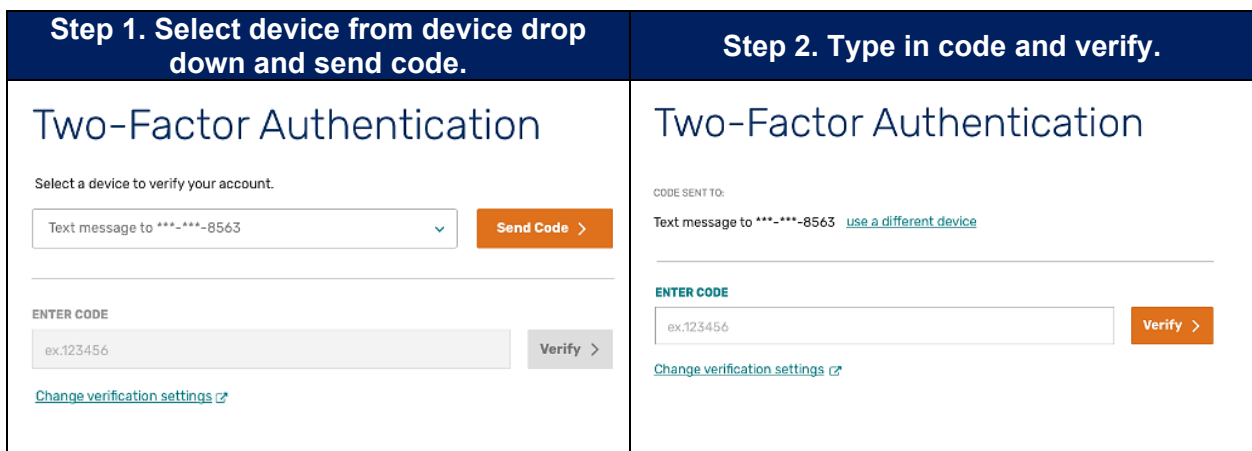 Step 1. Select device from device drop
down and send code.
Two-Factor Authentication
Select a device to verify your account.
Text message to ***-***-8563
Send Code >
ENTER CODE
ex.123456
Verify >
Change verification settings
Step 2. Type in code and verify.
Two-Factor Authentication
CODE SENT TO:
Text message to ***-***-8563 use a different device
ENTER CODE
ex.123456
Verify >
Change verification settings